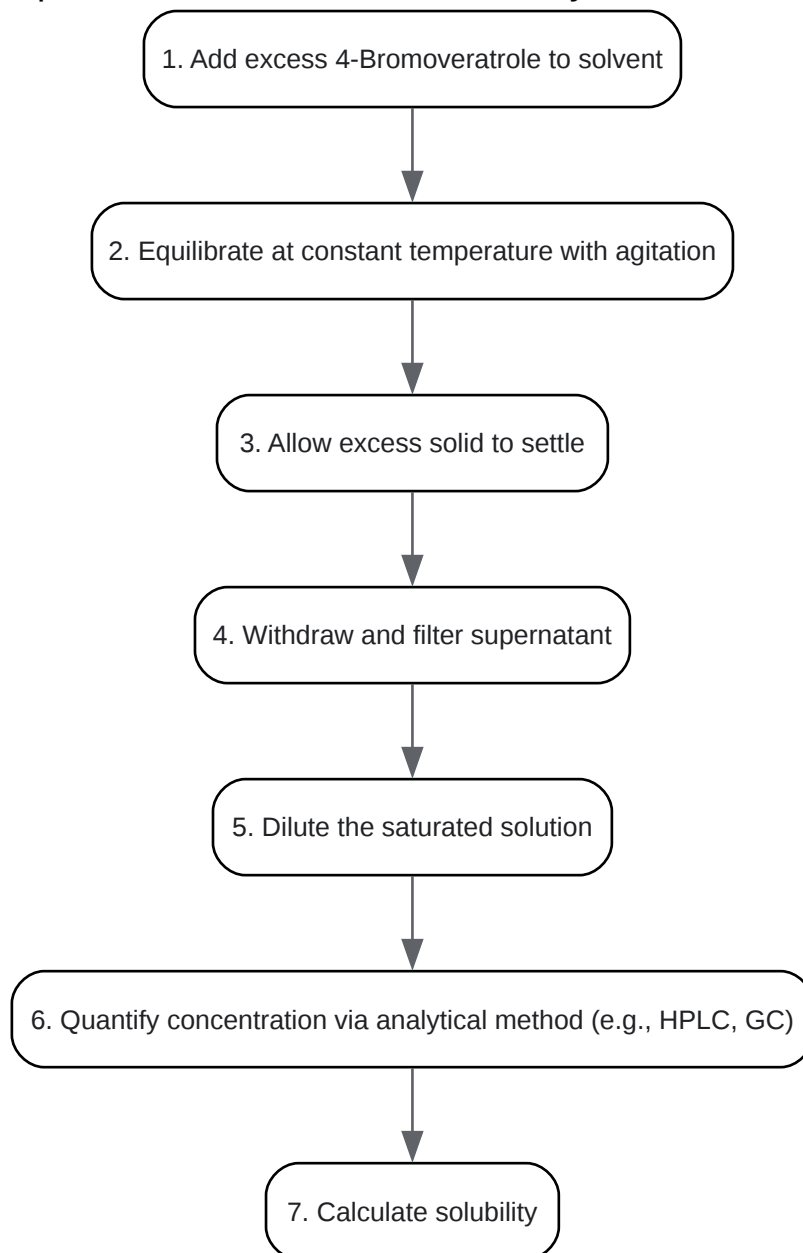 1. Add excess 4-Bromoveratrole to solvent
2. Equilibrate at constant temperature with agitation
3. Allow excess solid to settle
4. Withdraw and filter supernatant
5. Dilute the saturated solution
6. Quantify concentration via analytical method (e.g., HPLC, GC)
7. Calculate solubility